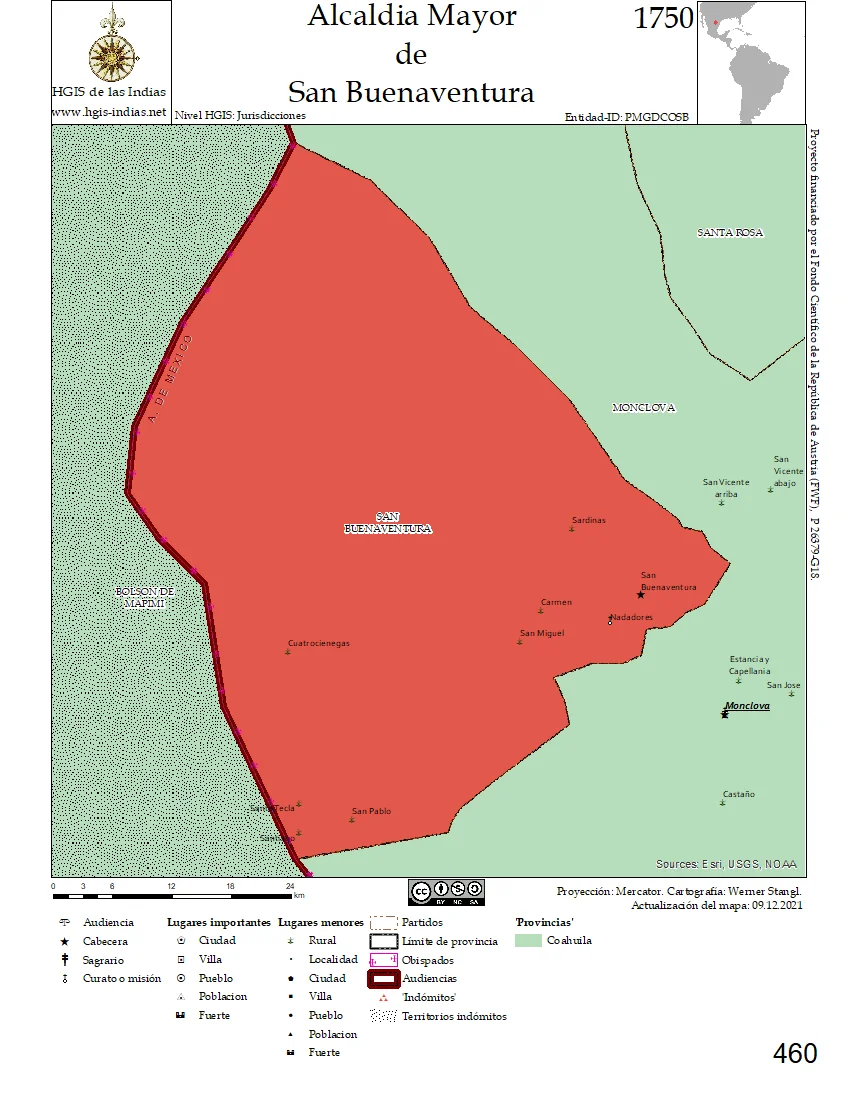 Alcaldia Mayor
de
San Buenaventura
1750
HGIS de las Indias
www.hgis-indias.net
Nivel HGIS: Jurisdicciones
Entidad-ID: PMGDCOSB
Proyecto financiado por el Fondo Científico de la República de Austria (FWF), P 26379-G18.
SANTA ROSA
A. DE MEXICO
MONCLOVA
San
Vicente
abajo
San Vicente
arriba
SAN
BUENAVENTURA
Sardinas
San
Buenaventura
BOLSON DE
MAPIMI
Carmen
Nadadores
San Miguel
Cuatrocienegas
Estancia y
Capellania
San Jose
Monclova
Castaño
Santa Tecla
San Pablo
Santiago
Sources: Esri, USGS, NOAA
0 3 6 12 18 24
km
CC BY NC SA
Proyección: Mercator. Cartografía: Werner Stangl.
Actualización del mapa: 09.12.2021
Audiencia
Cabecera
Sagrario
Curato o misión
Lugares importantes
Ciudad
Villa
Pueblo
Poblacion
Fuerte
Lugares menores
Rural
Localidad
Ciudad
Villa
Pueblo
Poblacion
Fuerte
Partidos
Límite de provincia
Obispados
Audiencias
'Indómitos'
Territorios indómitos
'Provincias'
Coahuila
460